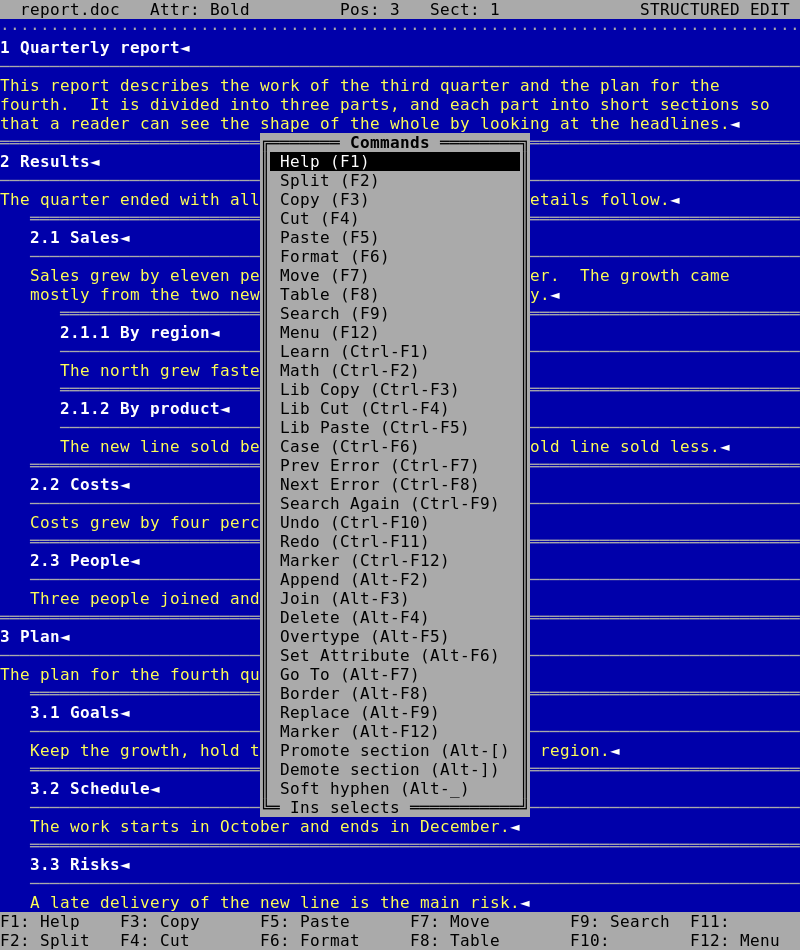 report.doc   Attr: Bold         Pos: 3   Sect: 1              STRUCTURED EDIT
1 Quarterly report◄
This report describes the work of the third quarter and the plan for the
fourth.  It is divided into three parts, and each part into short sections so
that a reader can see the shape of the whole by looking at the headlines.◄
Commands
2 Results◄
Help (F1)
Split (F2)
The quarter ended with all
Copy (F3)
etails follow.◄
Cut (F4)
2.1 Sales◄
Paste (F5)
Format (F6)
Sales grew by eleven pe
Move (F7)
er.  The growth came
mostly from the two new
Table (F8)
y.◄
Search (F9)
2.1.1 By region◄
Menu (F12)
Learn (Ctrl-F1)
The north grew faste
Math (Ctrl-F2)
Lib Copy (Ctrl-F3)
2.1.2 By product◄
Lib Cut (Ctrl-F4)
Lib Paste (Ctrl-F5)
The new line sold be
Case (Ctrl-F6)
old line sold less.◄
Prev Error (Ctrl-F7)
2.2 Costs◄
Next Error (Ctrl-F8)
Search Again (Ctrl-F9)
Costs grew by four perc
Undo (Ctrl-F10)
Redo (Ctrl-F11)
2.3 People◄
Marker (Ctrl-F12)
Append (Alt-F2)
Three people joined and
Join (Alt-F3)
Delete (Alt-F4)
3 Plan◄
Overtype (Alt-F5)
Set Attribute (Alt-F6)
The plan for the fourth qu
Go To (Alt-F7)
Border (Alt-F8)
3.1 Goals◄
Replace (Alt-F9)
Marker (Alt-F12)
Keep the growth, hold t
Promote section (Alt-[)
region.◄
Demote section (Alt-])
3.2 Schedule◄
Soft hyphen (Alt-_)
Ins selects
The work starts in October and ends in December.◄
3.3 Risks◄
A late delivery of the new line is the main risk.◄
F1: Help    F3: Copy      F5: Paste      F7: Move        F9: Search  F11:
F2: Split   F4: Cut       F6: Format     F8: Table       F10:        F12: Menu